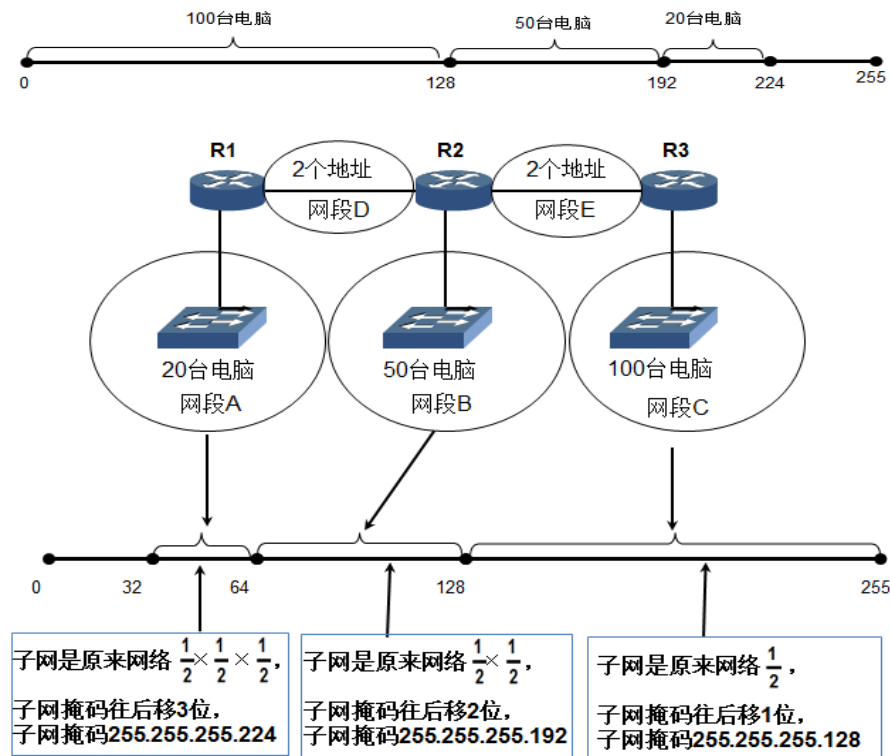 100台电脑
50台电脑
20台电脑
0
128
192
224
255
R1
R2
R3
2个地址
网段D
2个地址
网段E
20台电脑
网段A
50台电脑
网段B
100台电脑
网段C
0
32
64
128
255
子网是原来网络 1/2 × 1/2 × 1/2，
子网掩码往后移3位，
子网掩码255.255.255.224
子网是原来网络 1/2 × 1/2，
子网掩码往后移2位，
子网掩码255.255.255.192
子网是原来网络 1/2，
子网掩码往后移1位，
子网掩码255.255.255.128